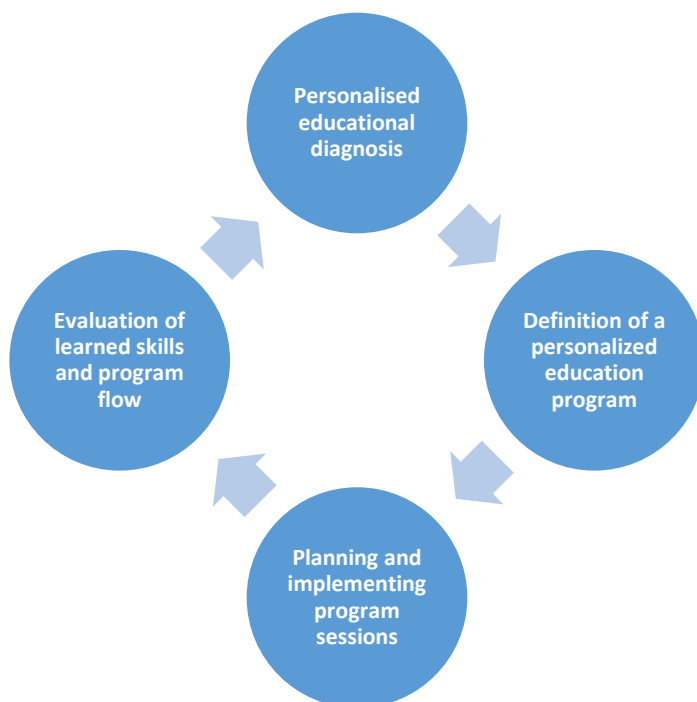 Personalised
educational
diagnosis
Definition of a
personalized
education
program
Planning and
implementing
program
sessions
Evaluation of
learned skills
and program
flow